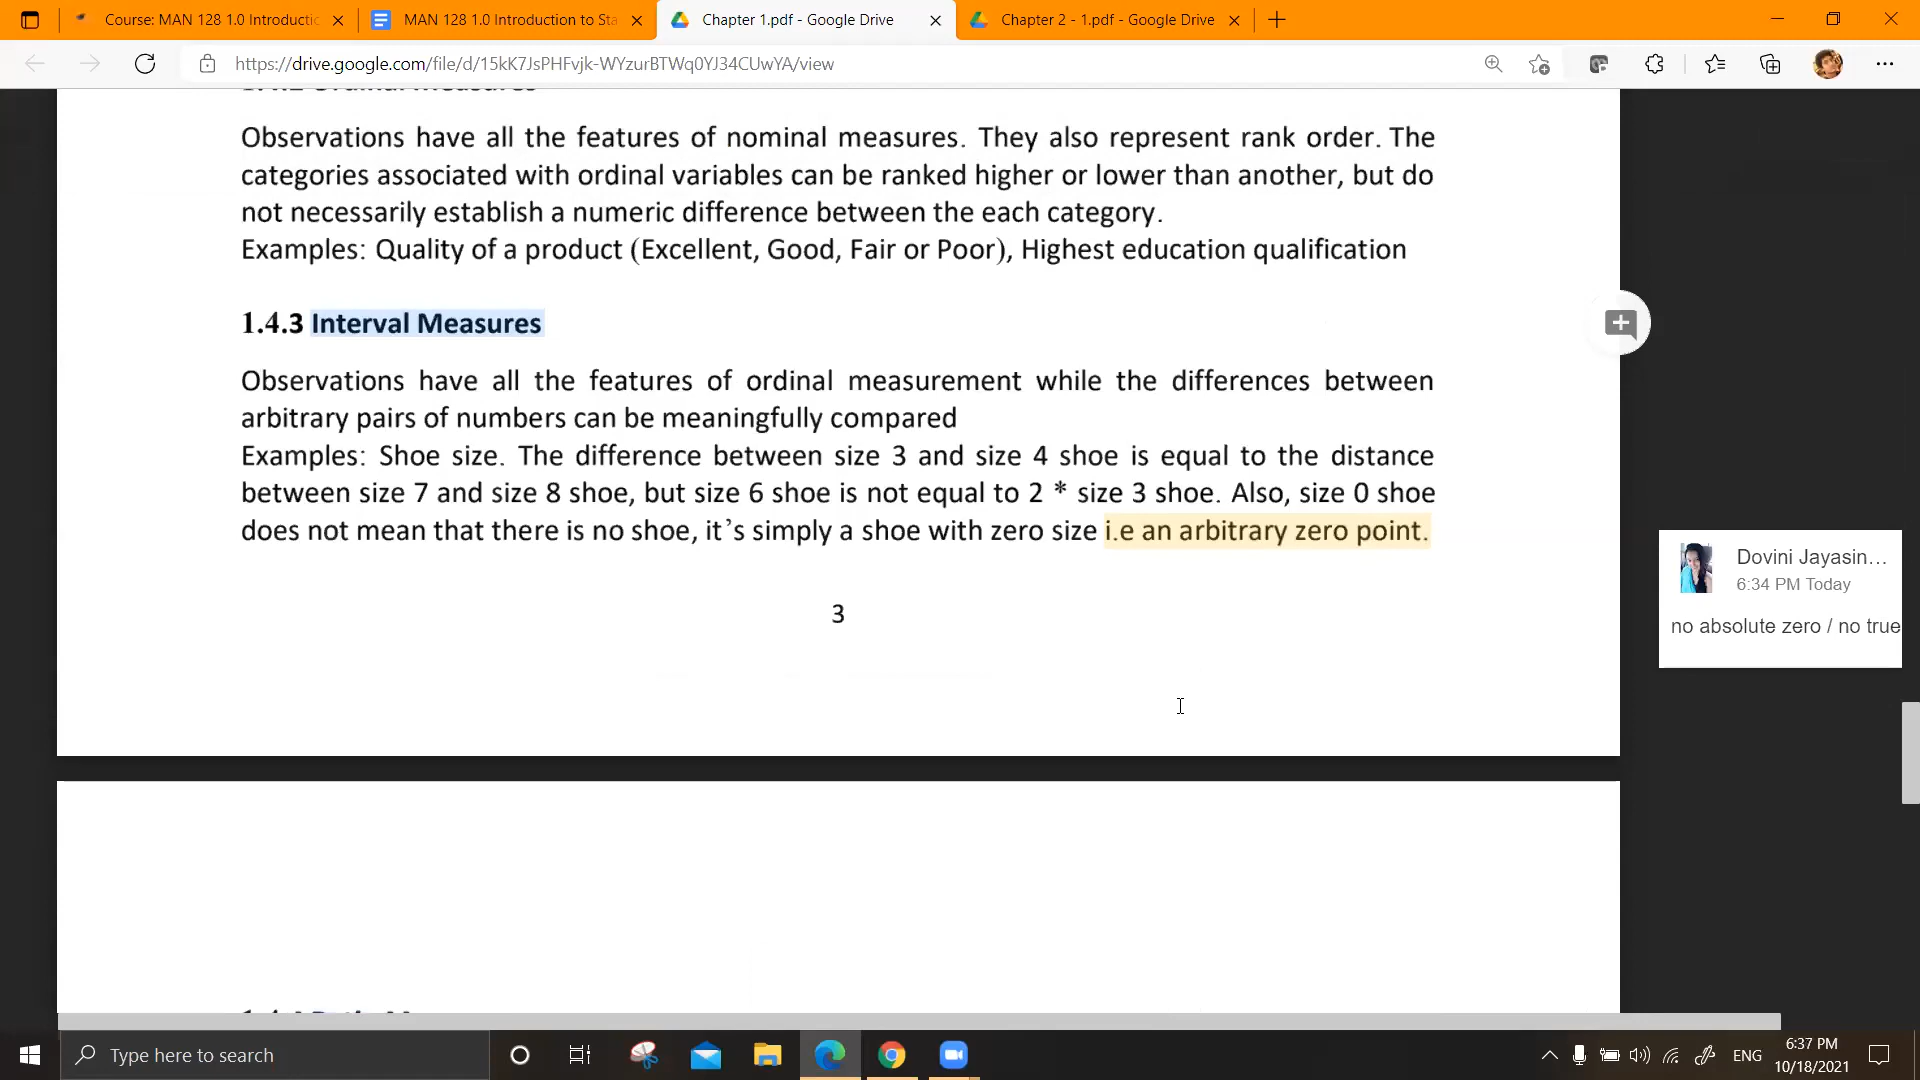 Course: MAN 128 1.0 Introductic
MAN 128 1.0 Introduction to Sta
Chapter 1.pdf - Google Drive
Chapter 2 - 1.pdf - Google Drive
https://drive.google.com/file/d/15kK7JsPHFvjk-WYzurBTWq0YJ34CUwYA/view
Observations have all the features of nominal measures. They also represent rank order. The
categories associated with ordinal variables can be ranked higher or lower than another, but do
not necessarily establish a numeric difference between the each category.
Examples: Quality of a product (Excellent, Good, Fair or Poor), Highest education qualification
1.4.3 Interval Measures
Observations have all the features of ordinal measurement while the differences between
arbitrary pairs of numbers can be meaningfully compared
Examples: Shoe size. The difference between size 3 and size 4 shoe is equal to the distance
between size 7 and size 8 shoe, but size 6 shoe is not equal to 2 * size 3 shoe. Also, size 0 shoe
does not mean that there is no shoe, it's simply a shoe with zero size i.e an arbitrary zero point.
3
Dovini Jayasin...
6:34 PM Today
no absolute zero / no true
Type here to search
ENG
6:37 PM
10/18/2021